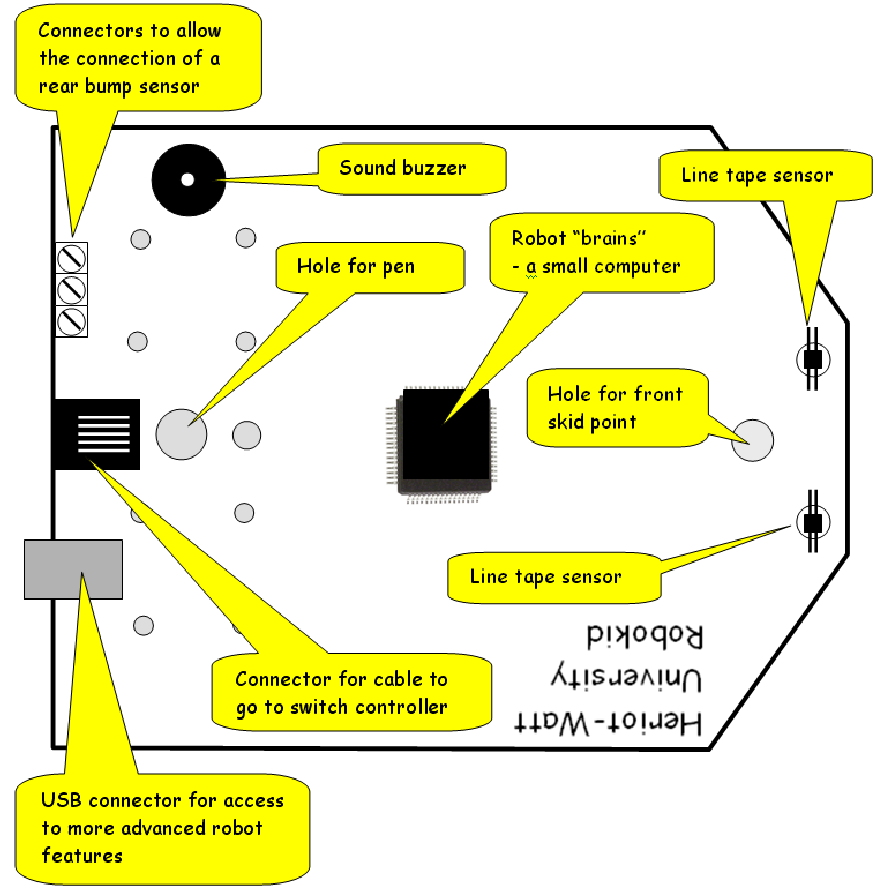 Connectors to allow
the connection of a
rear bump sensor
Sound buzzer
Line tape sensor
Robot “brains”
- a small computer
Hole for pen
Hole for front
skid point
Line tape sensor
Connector for cable to
go to switch controller
Heriot-Watt
University
Robokid
USB connector for access
to more advanced robot
features